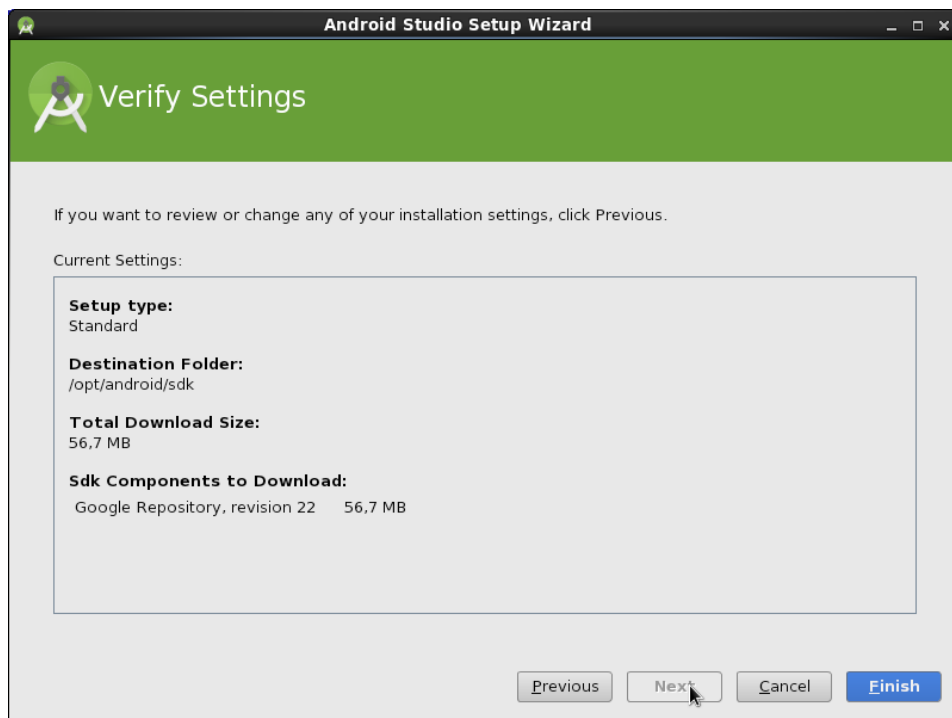 Android Studio Setup Wizard
Verify Settings
If you want to review or change any of your installation settings, click Previous.
Current Settings:
Setup type:
Standard
Destination Folder:
/opt/android/sdk
Total Download Size:
56,7 MB
Sdk Components to Download:
Google Repository, revision 22 56,7 MB
Previous Next Cancel Finish